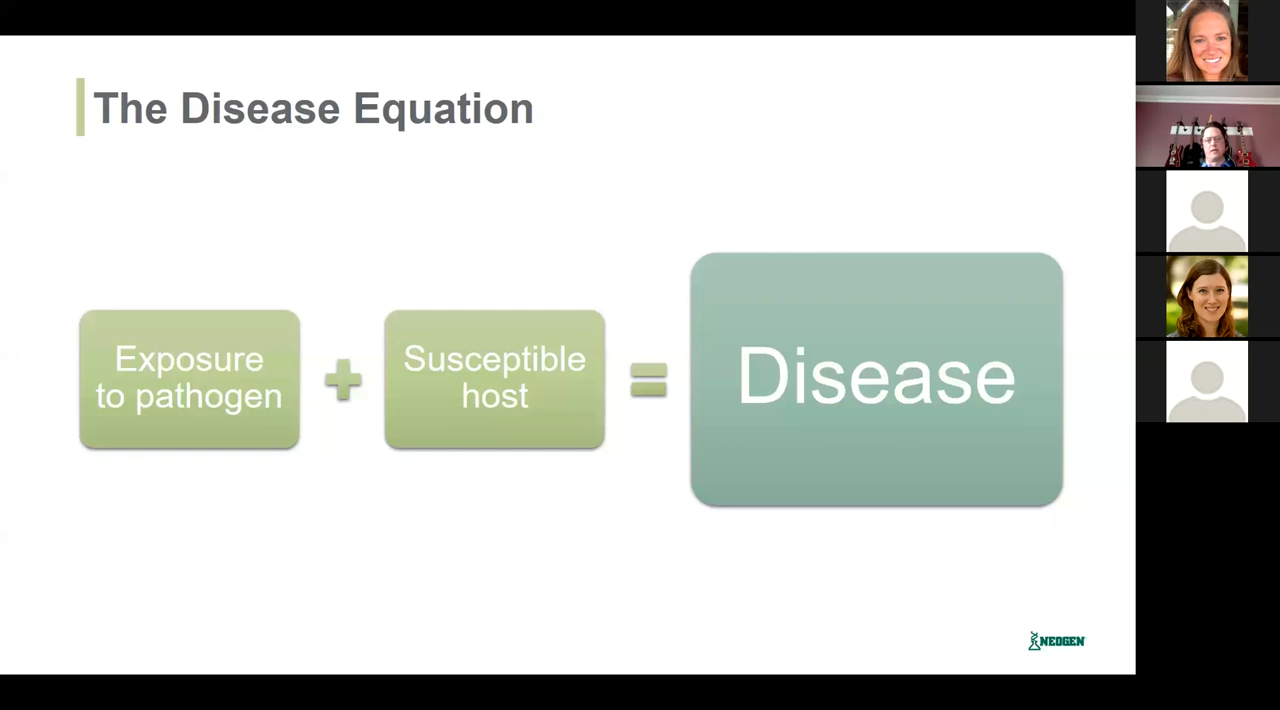 The Disease Equation
Exposure
to pathogen
+
Susceptible
host
=
Disease
NEOGEN